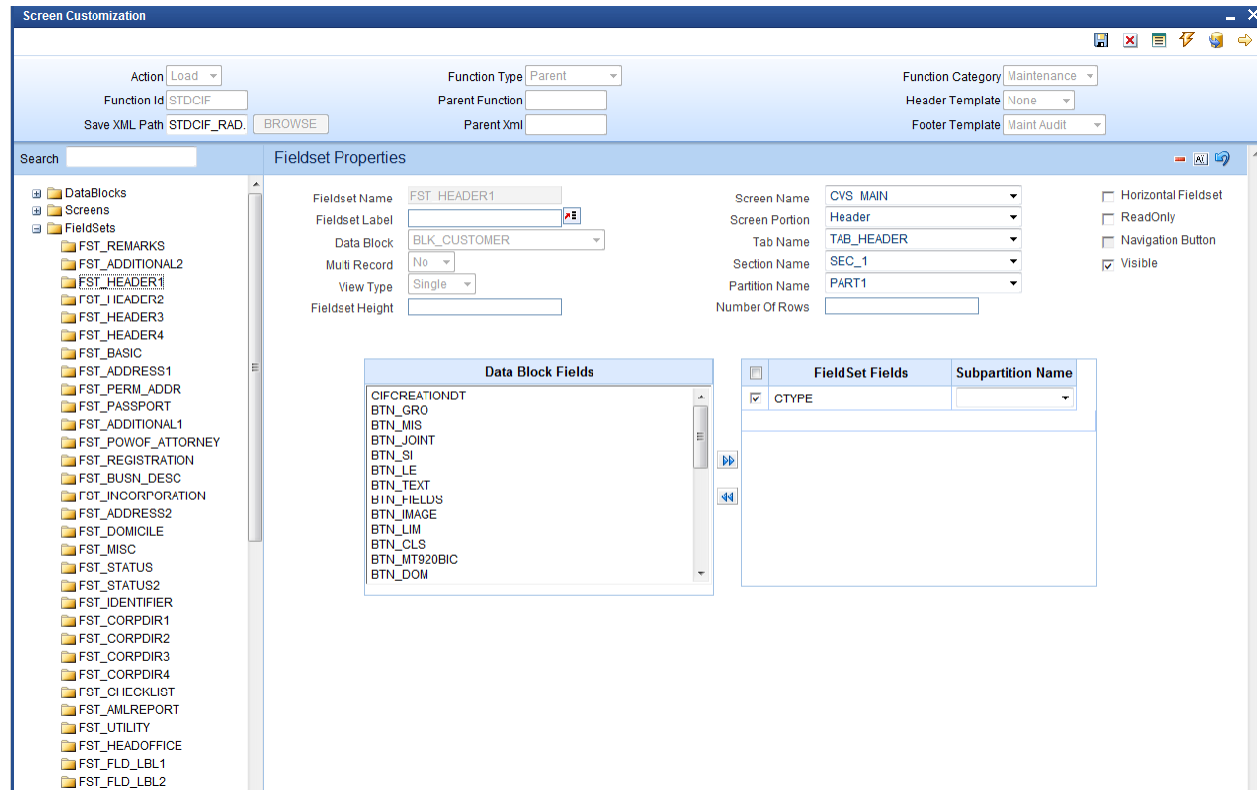 Screen Customization
Action Load Function Type Parent Function Category Maintenance
Function Id STDCIF Parent Function Header Template None
Save XML Path STDCIF_RAD. BROWSE Parent Xml Footer Template Maint Audit
Search
Fieldset Properties
DataBlocks
Screens
FieldSets
FST_REMARKS
FST_ADDITIONAL2
FST_HEADER1
FST_HEADER2
FST_HEADER3
FST_HEADER4
FST_BASIC
FST_ADDRESS1
FST_PERM_ADDR
FST_PASSPORT
FST_ADDITIONAL1
FST_POWOF_ATTORNEY
FST_REGISTRATION
FST_BUSN_DESC
FST_INCORPORATION
FST_ADDRESS2
FST_DOMICILE
FST_MISC
FST_STATUS
FST_STATUS2
FST_IDENTIFIER
FST_CORPDIR1
FST_CORPDIR2
FST_CORPDIR3
FST_CORPDIR4
FST_CHECKLIST
FST_AMLREPORT
FST_UTILITY
FST_HEADOFFICE
FST_FLD_LBL1
FST_FLD_LBL2
Fieldset Name FST_HEADER1 Screen Name CVS_MAIN Horizontal Fieldset
Fieldset Label Screen Portion Header ReadOnly
Data Block BLK_CUSTOMER Tab Name TAB_HEADER Navigation Button
Multi Record No Section Name SEC_1 Visible
View Type Single Partition Name PART1
Fieldset Height Number Of Rows
Data Block Fields
CIFCREATIONDT
BTN_GRO
BTN_MIS
BTN_JOINT
BTN_SI
BTN_LE
BTN_TEXT
BTN_FIELDS
BTN_IMAGE
BTN_LIM
BTN_CLS
BTN_MT920BIC
BTN_DOM
FieldSet Fields Subpartition Name
CTYPE